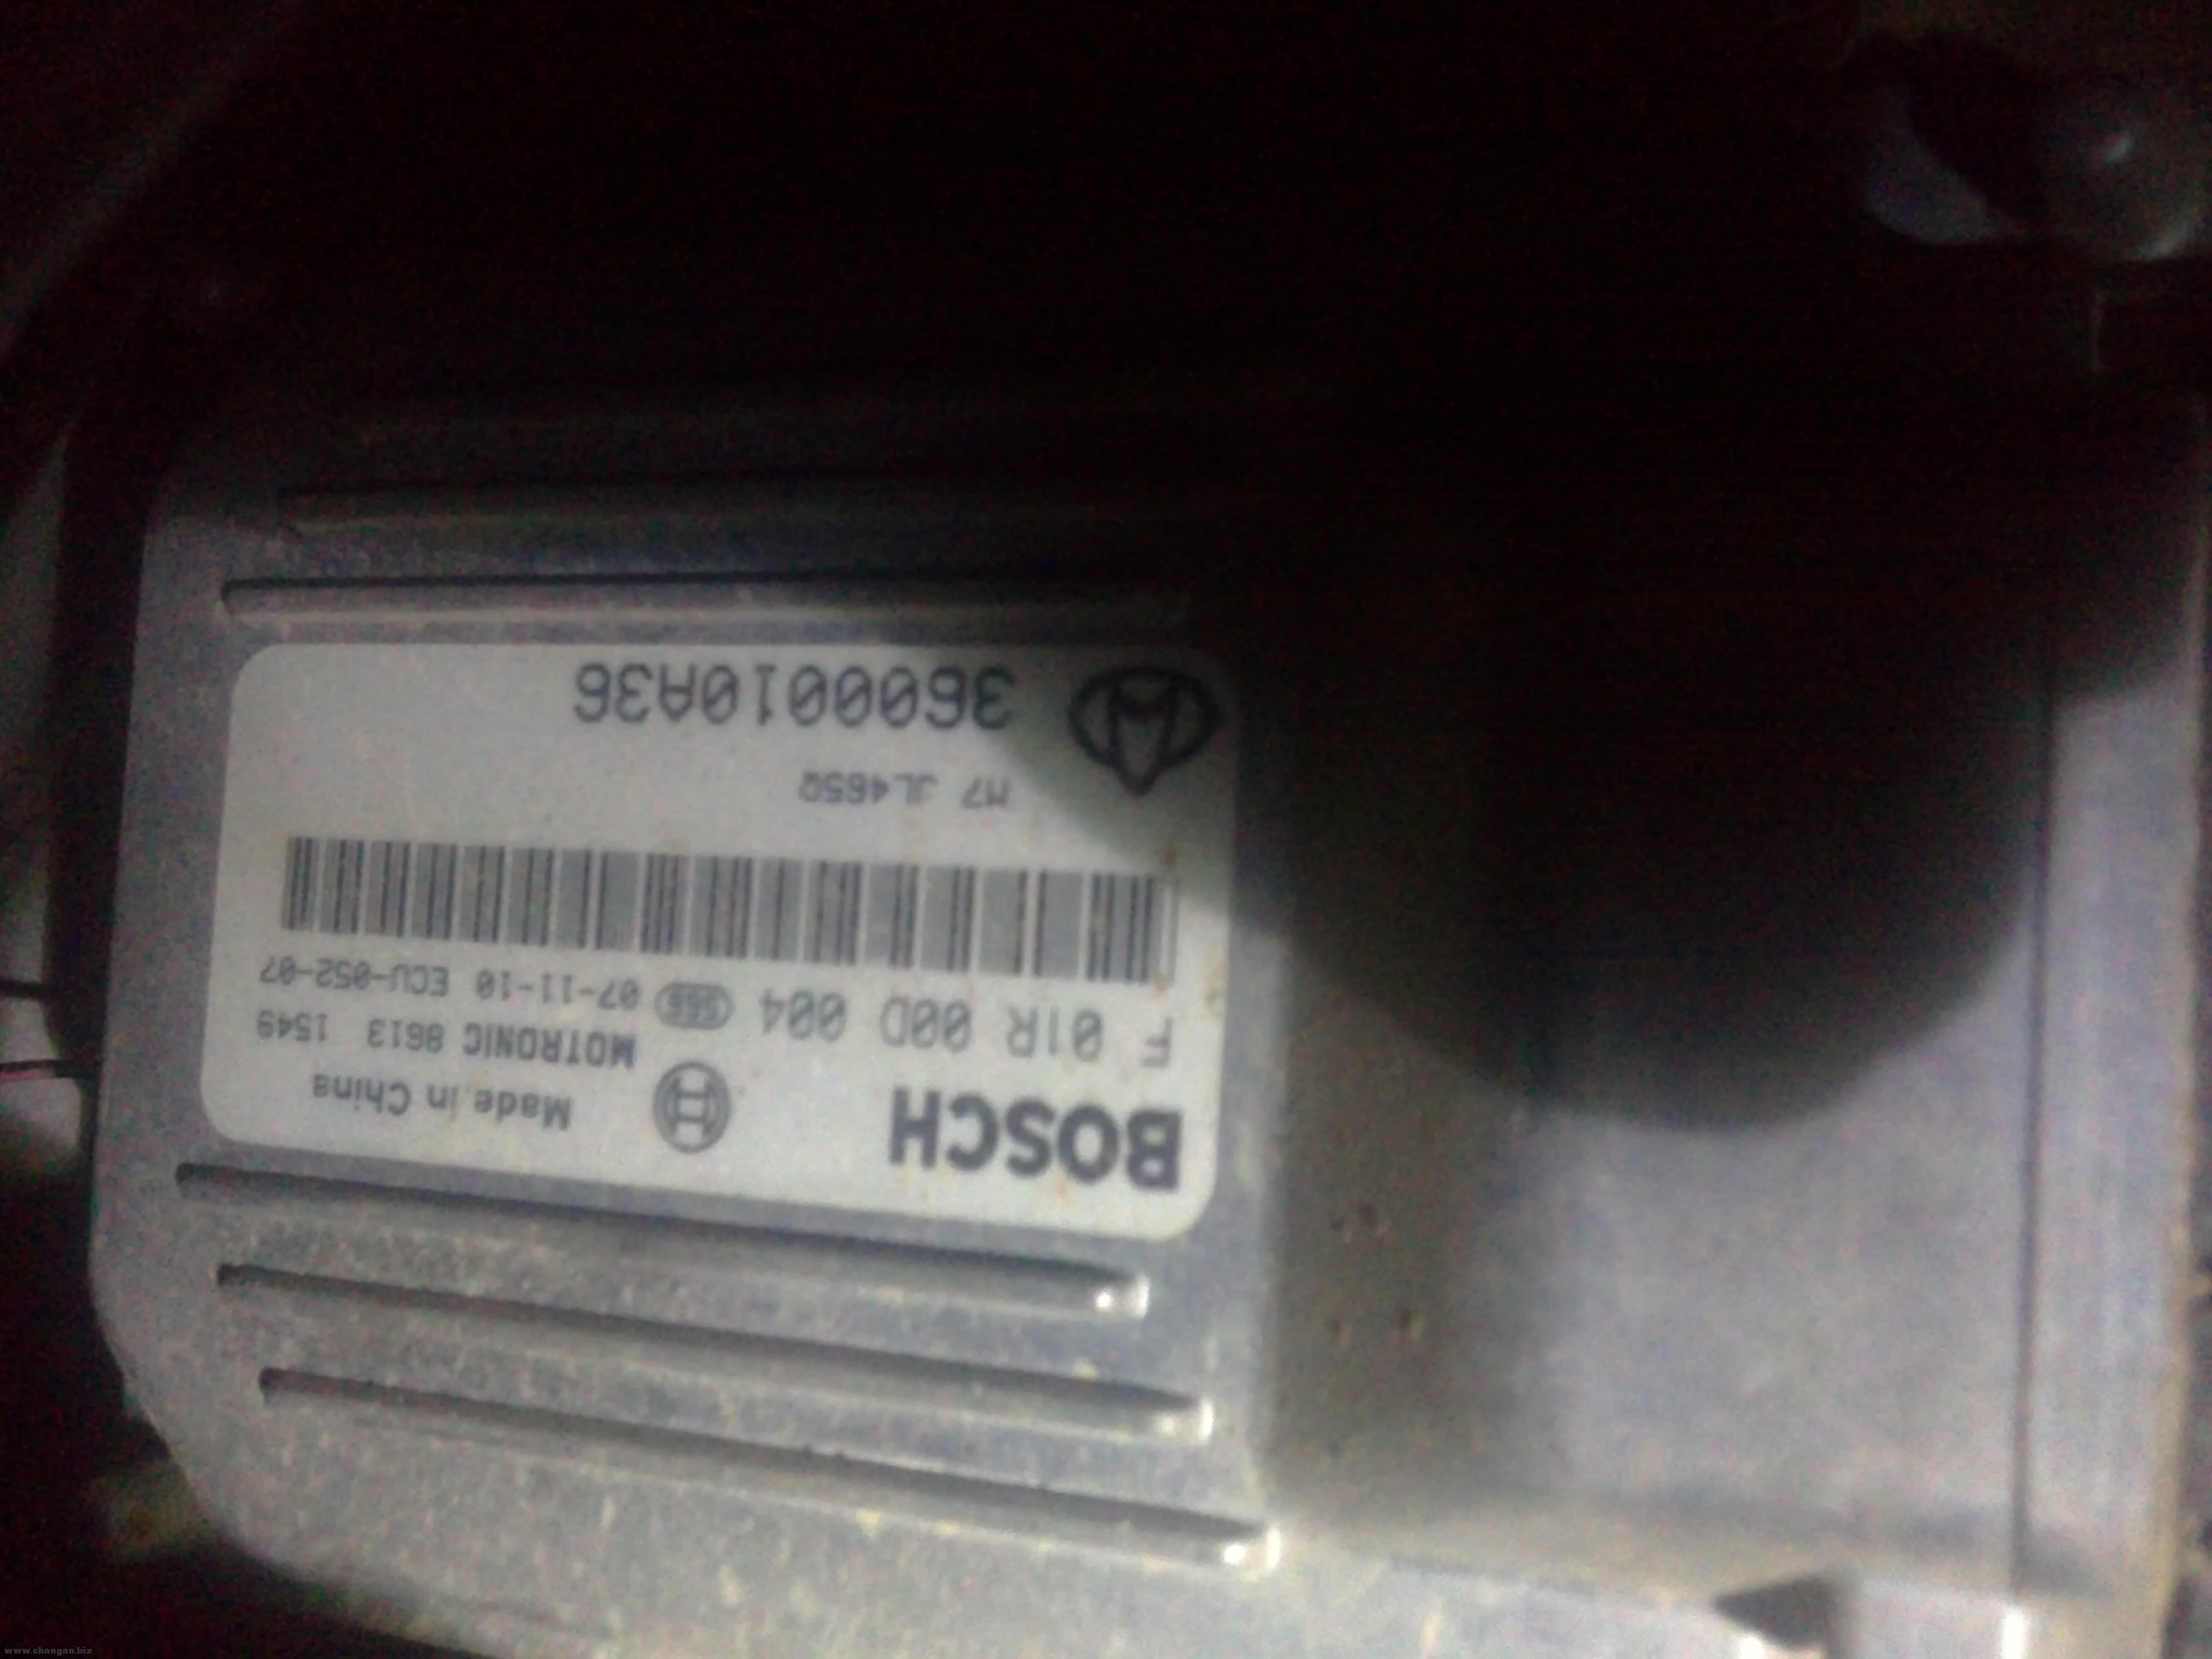 BOSCH
Made in China
F 01R 00D 004
MOTRONIC 8613 1549
07-11-10 ECU-052-07
M7 JL465Q
3600010A36
www.changan.biz